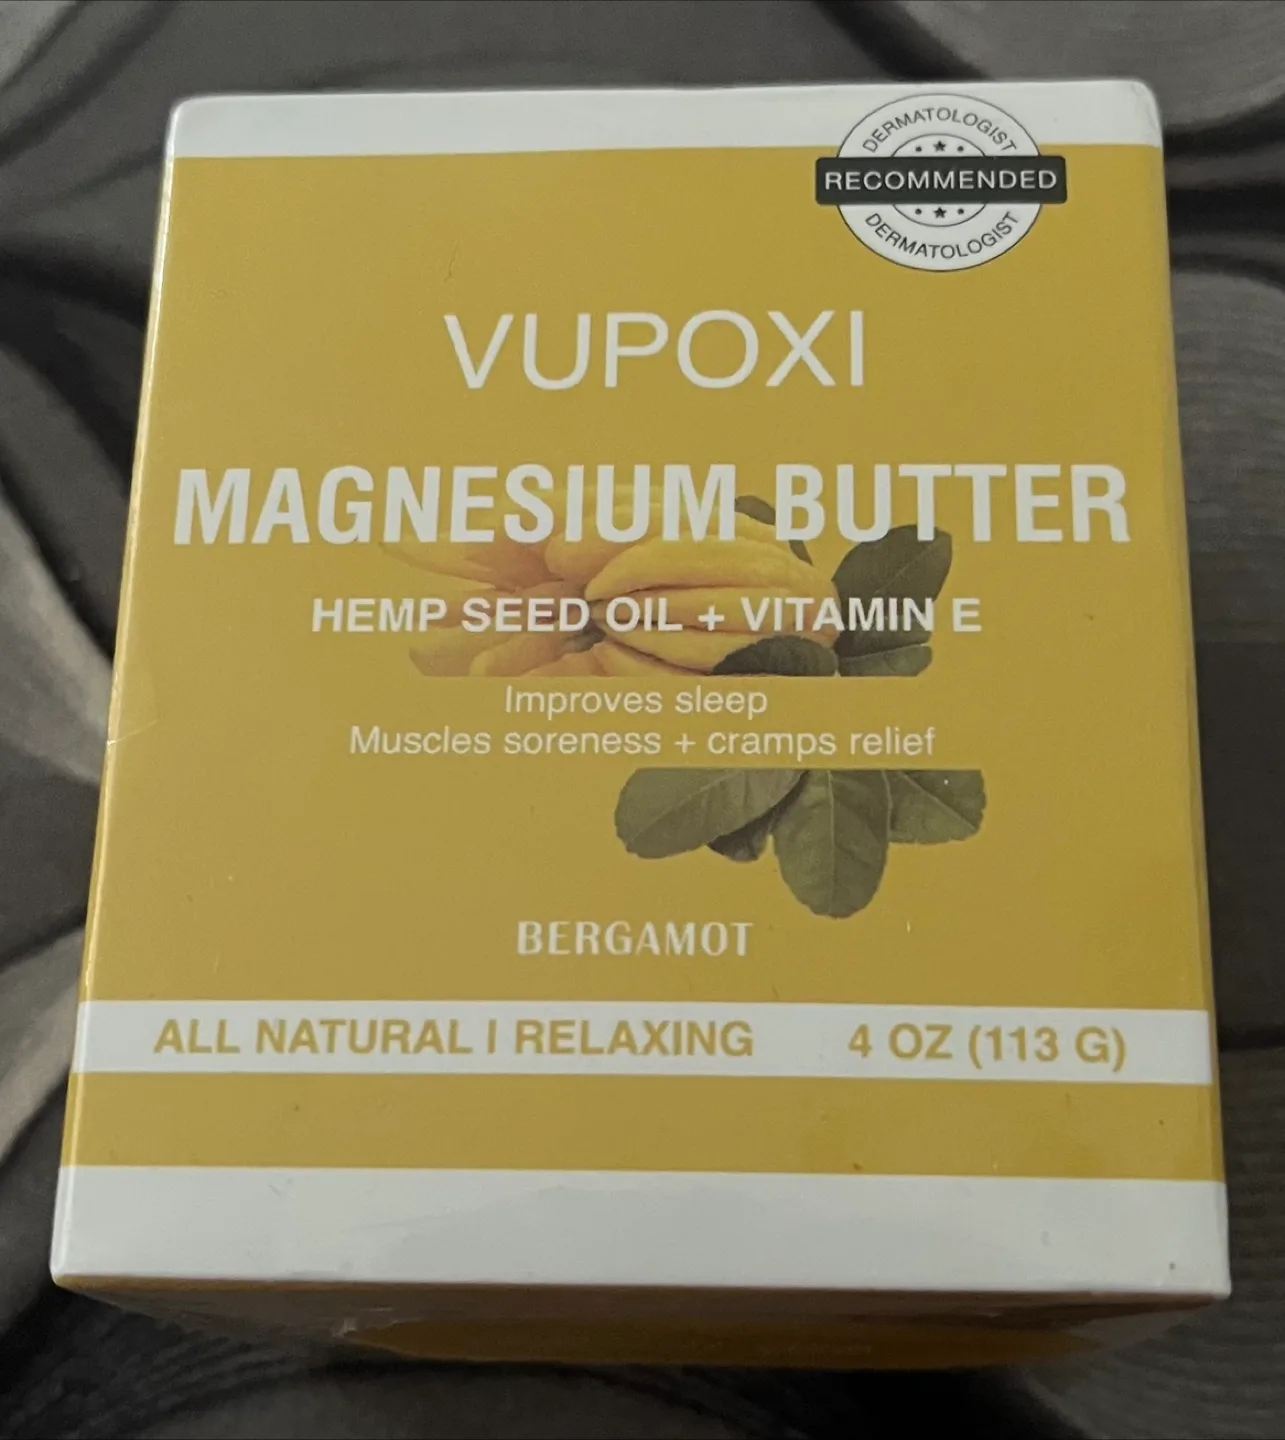 DERMATOLOGIST
RECOMMENDED
DERMATOLOGIST
VUPOXI
MAGNESIUM BUTTER
HEMP SEED OIL + VITAMIN E
Improves sleep
Muscles soreness + cramps relief
BERGAMOT
ALL NATURAL | RELAXING 4 OZ (113 G)